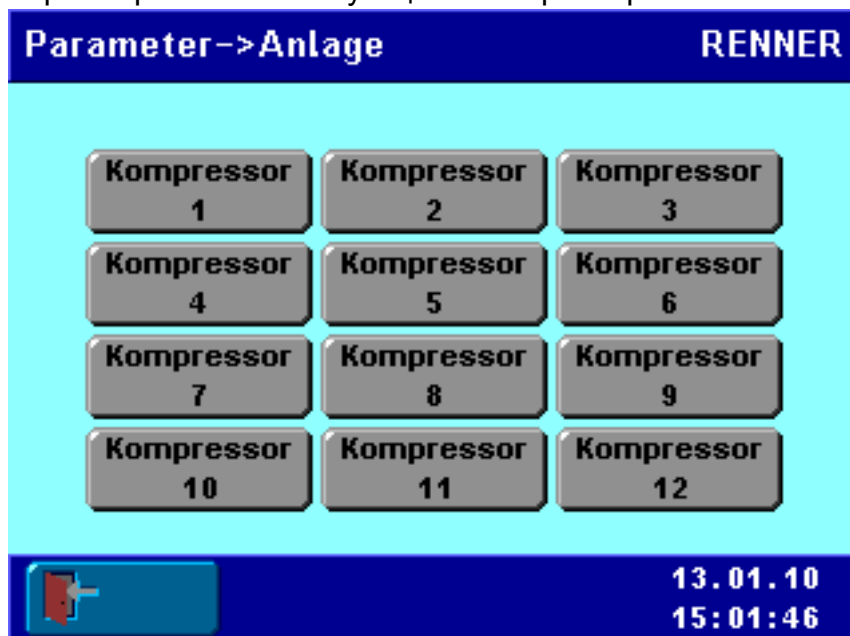 Parameter->Anlage RENNER
Kompressor 1 Kompressor 2 Kompressor 3
Kompressor 4 Kompressor 5 Kompressor 6
Kompressor 7 Kompressor 8 Kompressor 9
Kompressor 10 Kompressor 11 Kompressor 12
13.01.10
15:01:46